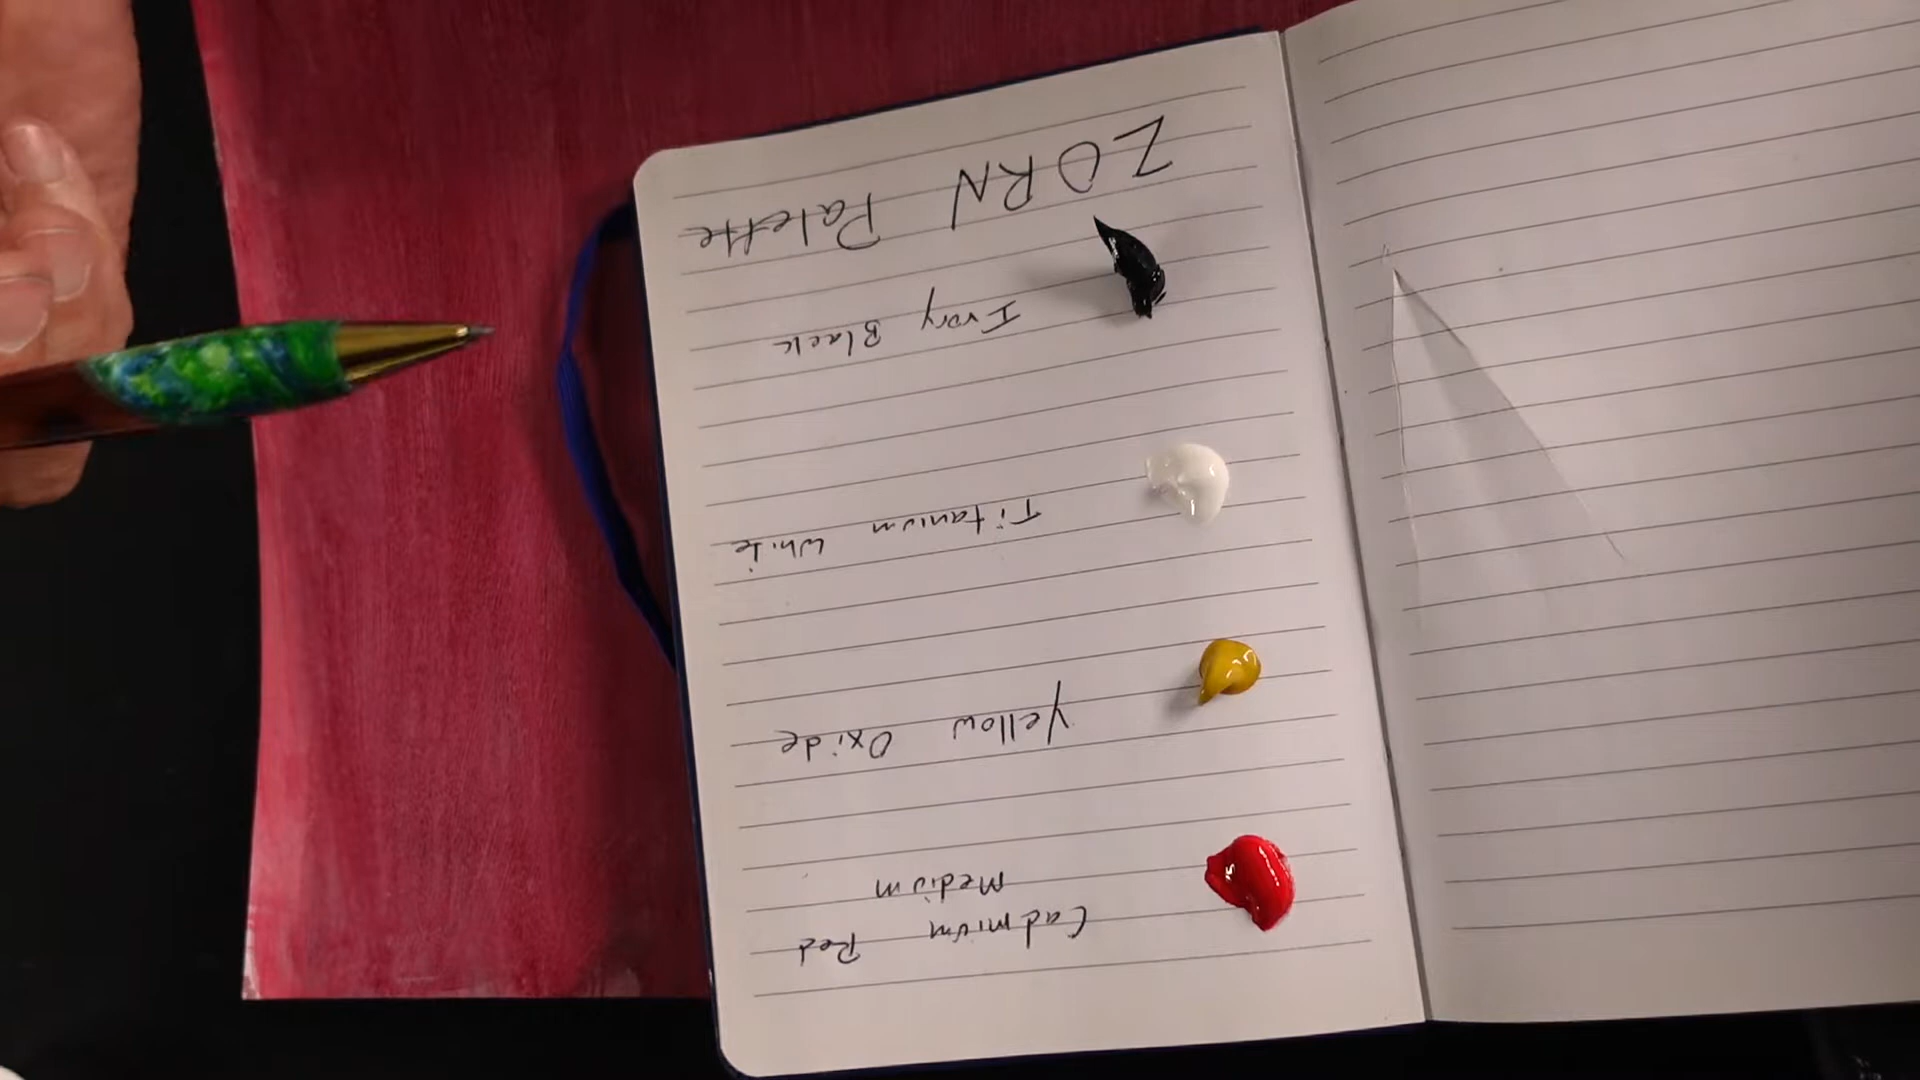 Cadmium Red
Medium
Yellow Oxide
Titanium White
Ivory Black
ZORN Palette